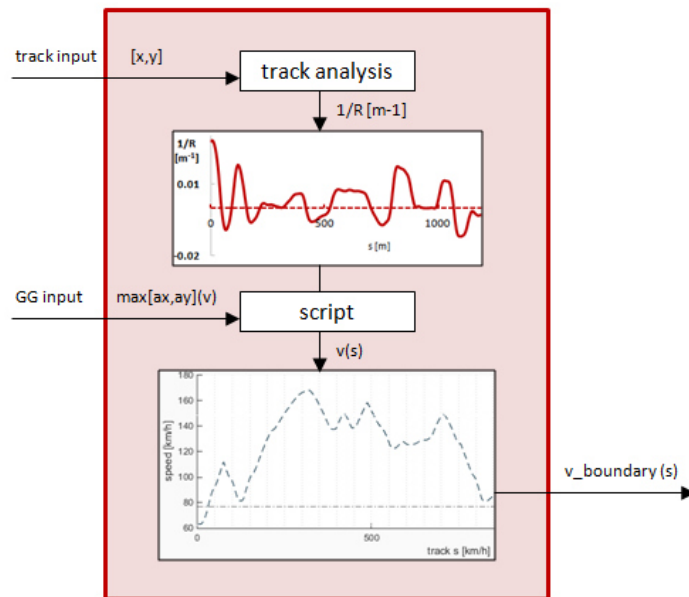 track input [x,y]
track analysis
1/R [m-1]
1/R
[m⁻¹]
0.01
0 500 1000
s [m]
-0.02
GG input max[ax,ay](v)
script
v(s)
180
160
140
120
100
80
60
speed [km/h]
0 500
track s [km/h]
v_boundary (s)